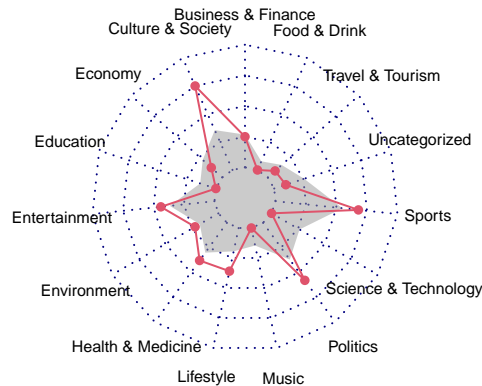 Business & Finance
Culture & Society
Food & Drink
Economy
Travel & Tourism
Education
Uncategorized
Entertainment
Sports
Environment
Science & Technology
Health & Medicine
Politics
Lifestyle
Music